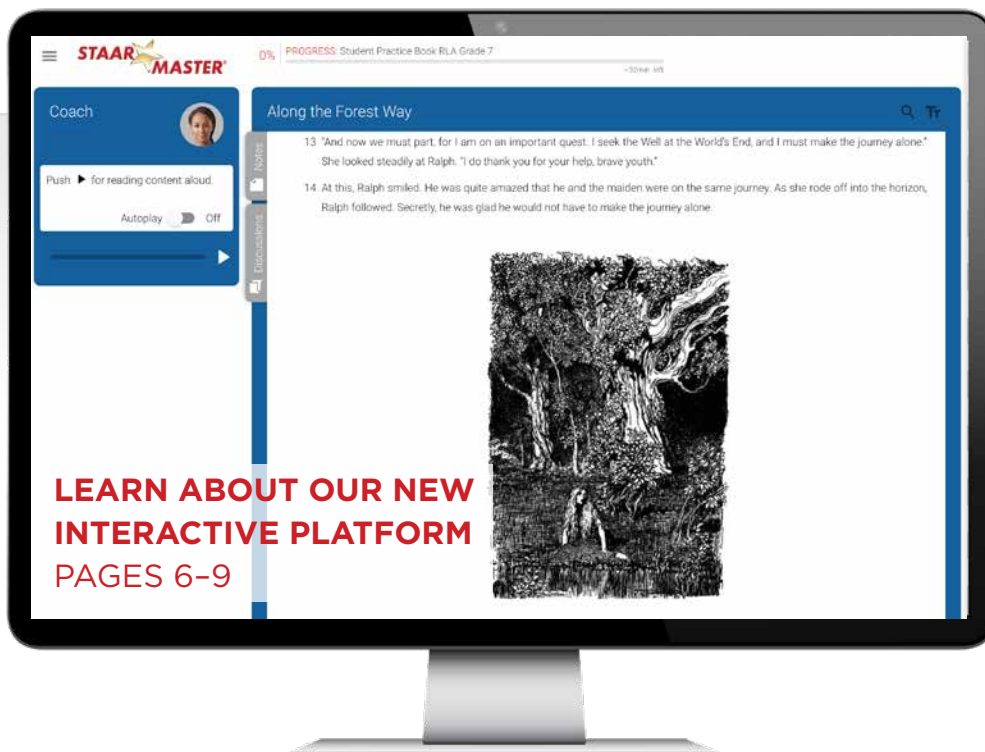 STAAR
MASTER®
0%
PROGRESS: Student Practice Book RLA Grade 7
~30min left
Coach
Push ▶ for reading content aloud.
Autoplay Off
Notes
Discussions
Along the Forest Way
Tт
13 "And now we must part, for I am on an important quest. I seek the Well at the World's End, and I must make the journey alone."
She looked steadily at Ralph. "I do thank you for your help, brave youth."
14 At this, Ralph smiled. He was quite amazed that he and the maiden were on the same journey. As she rode off into the horizon,
Ralph followed. Secretly, he was glad he would not have to make the journey alone.
LEARN ABOUT OUR NEW
INTERACTIVE PLATFORM
PAGES 6–9